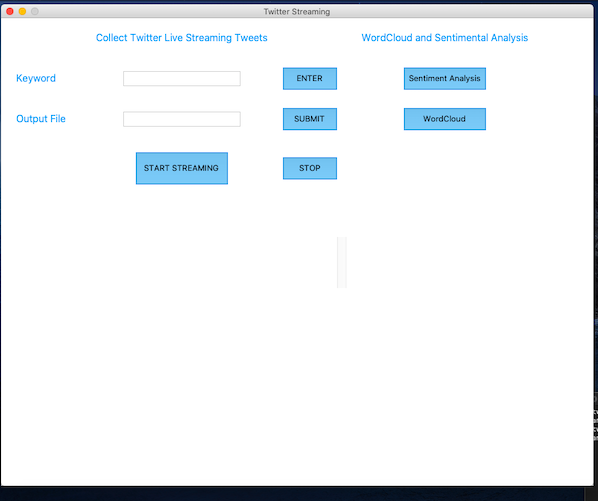 Twitter Streaming
Collect Twitter Live Streaming Tweets
WordCloud and Sentimental Analysis
Keyword
ENTER
Sentiment Analysis
Output File
SUBMIT
WordCloud
START STREAMING
STOP